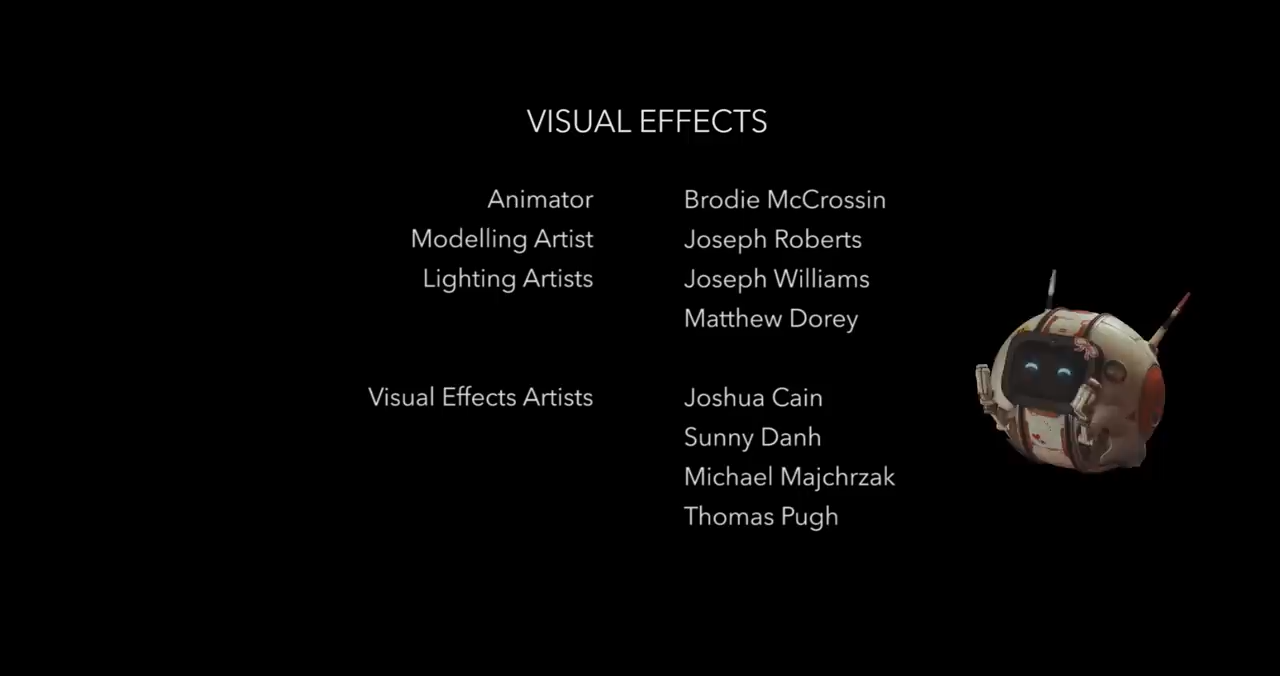 VISUAL EFFECTS
Animator Brodie McCrossin
Modelling Artist Joseph Roberts
Lighting Artists Joseph Williams
Matthew Dorey
Visual Effects Artists Joshua Cain
Sunny Danh
Michael Majchrzak
Thomas Pugh